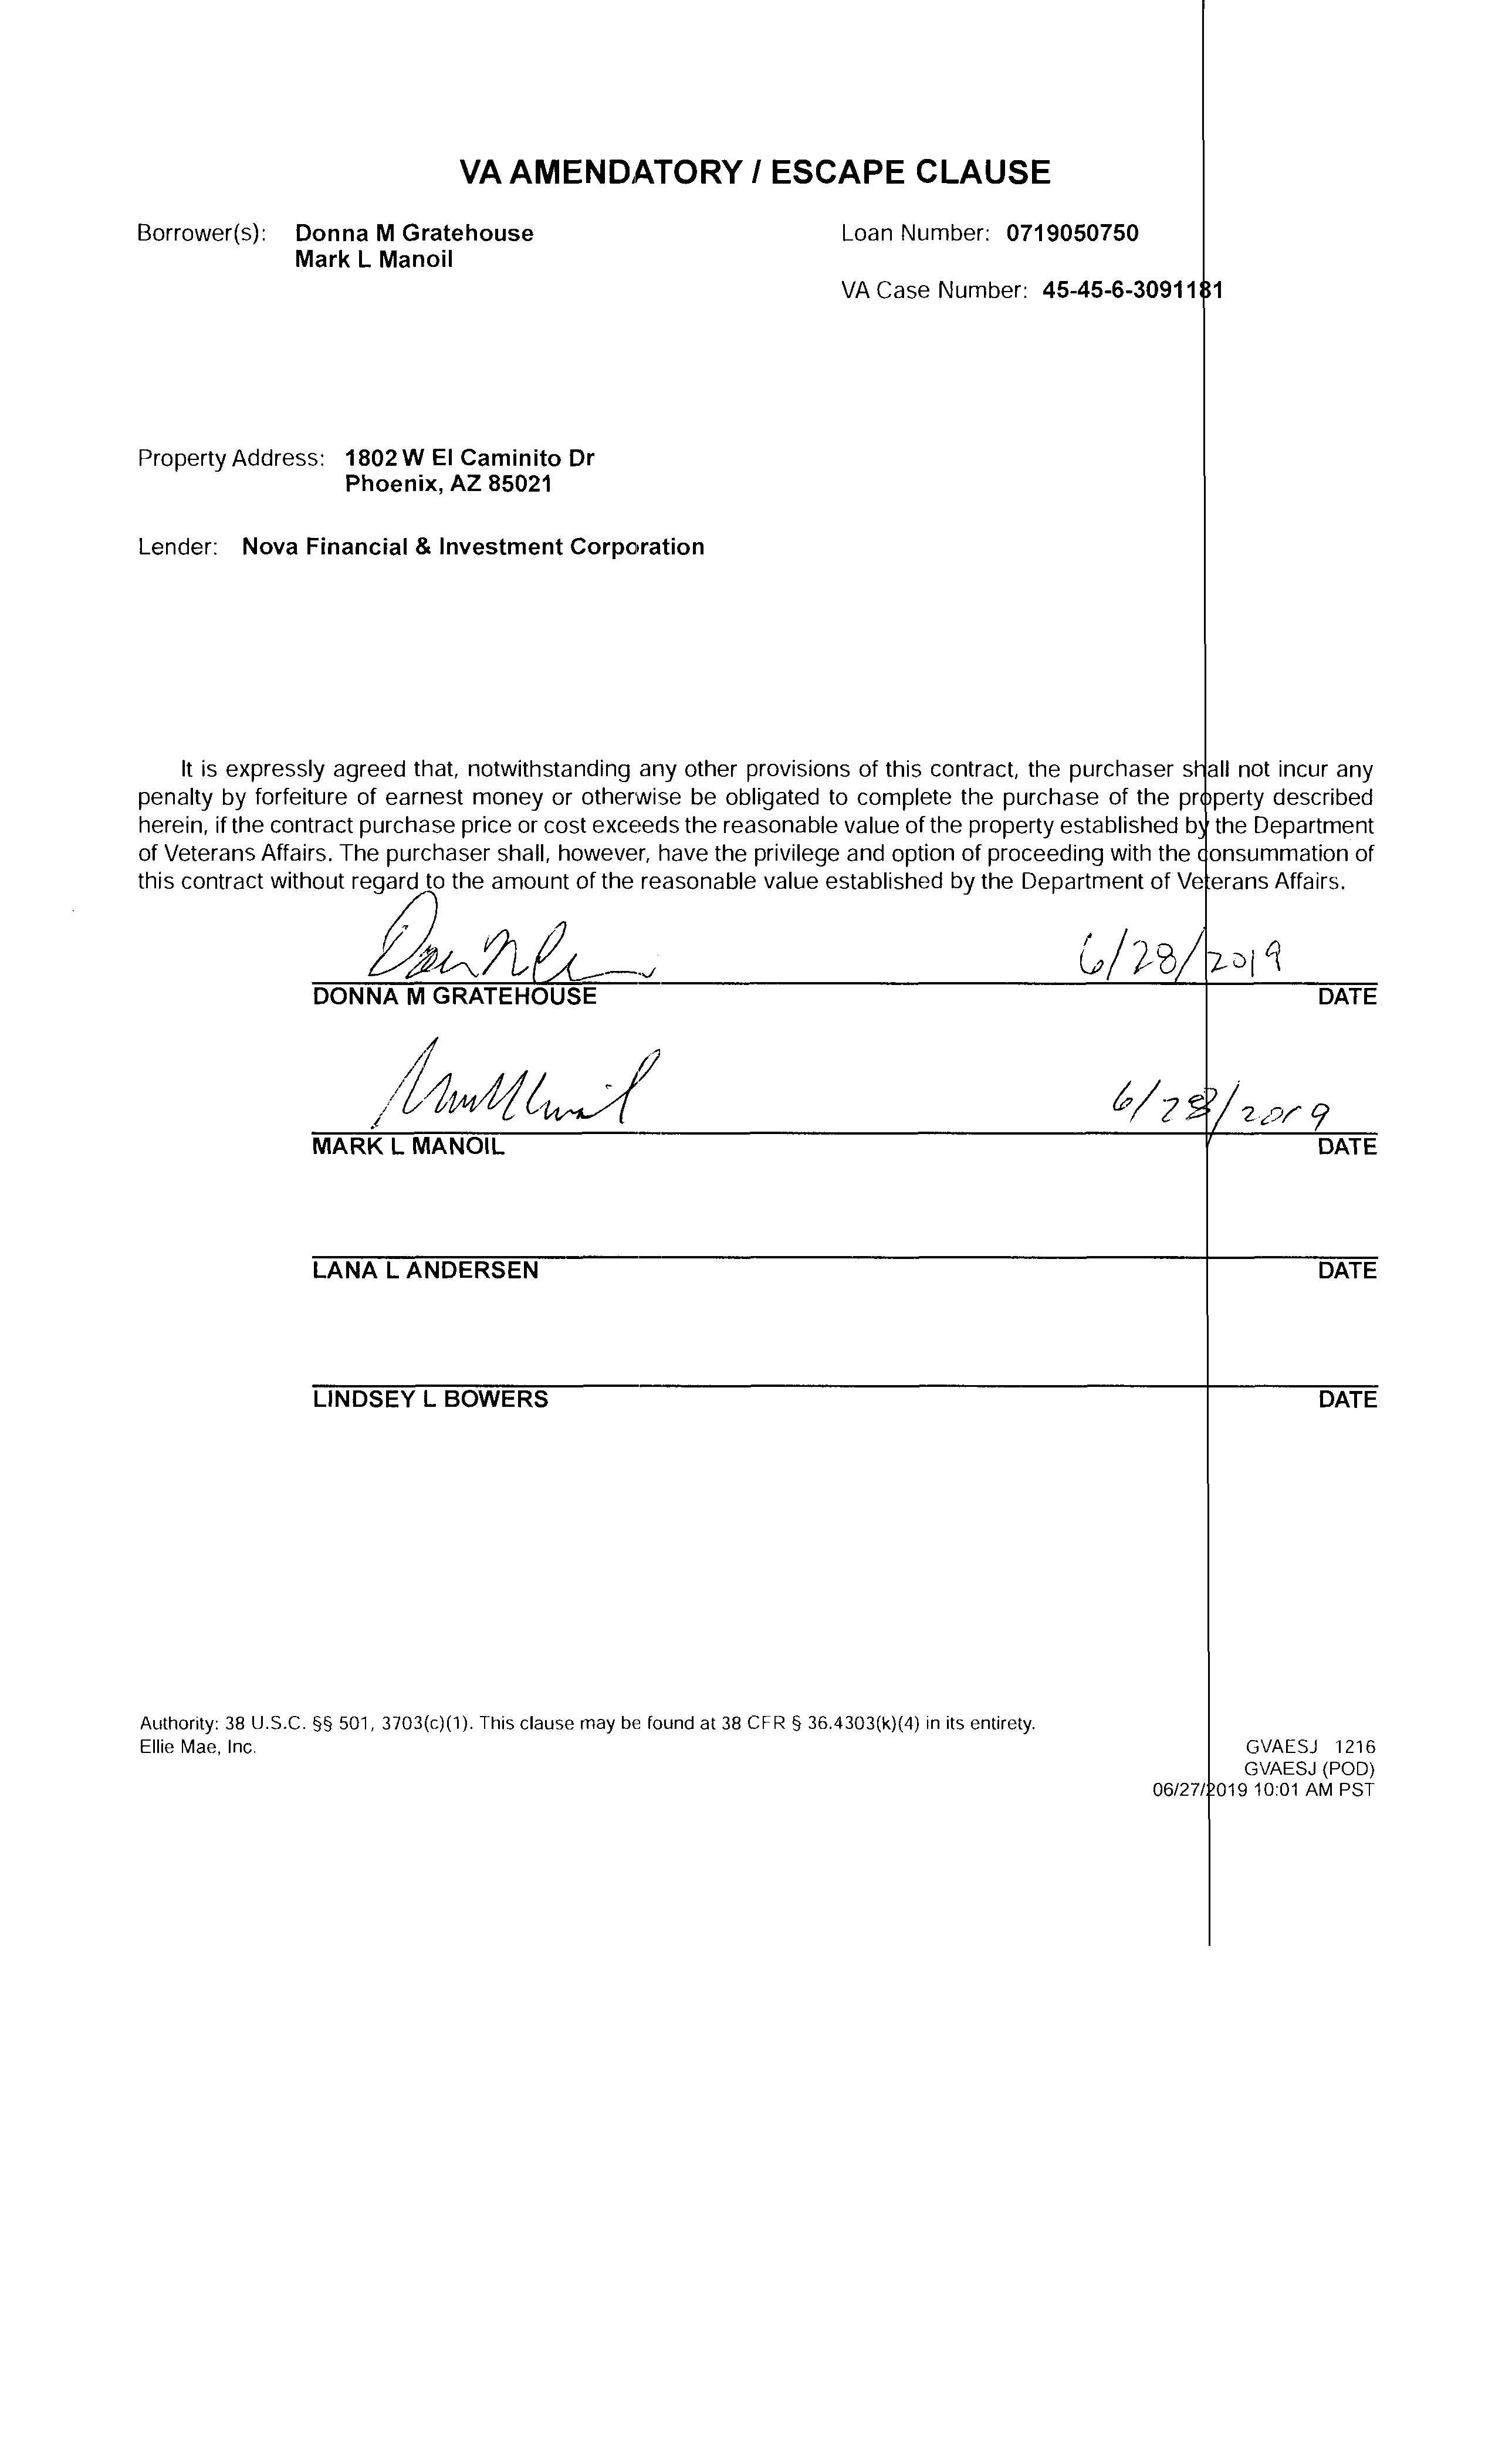 VA AMENDATORY / ESCAPE CLAUSE
Borrower(s): Donna M Gratehouse
Mark L Manoil
Loan Number: 0719050750
VA Case Number: 45-45-6-3091181
Property Address: 1802 W El Caminito Dr
Phoenix, AZ 85021
Lender: Nova Financial & Investment Corporation
It is expressly agreed that, notwithstanding any other provisions of this contract, the purchaser shall not incur any
penalty by forfeiture of earnest money or otherwise be obligated to complete the purchase of the property described
herein, if the contract purchase price or cost exceeds the reasonable value of the property established by the Department
of Veterans Affairs. The purchaser shall, however, have the privilege and option of proceeding with the consummation of
this contract without regard to the amount of the reasonable value established by the Department of Veterans Affairs.
6/28/2019
DONNA M GRATEHOUSE DATE
6/28/2019
MARK L MANOIL DATE
LANA L ANDERSEN DATE
LINDSEY L BOWERS DATE
Authority: 38 U.S.C. §§ 501, 3703(c)(1). This clause may be found at 38 CFR § 36.4303(k)(4) in its entirety.
Ellie Mae, Inc.
GVAESJ 1216
GVAESJ (POD)
06/27/2019 10:01 AM PST